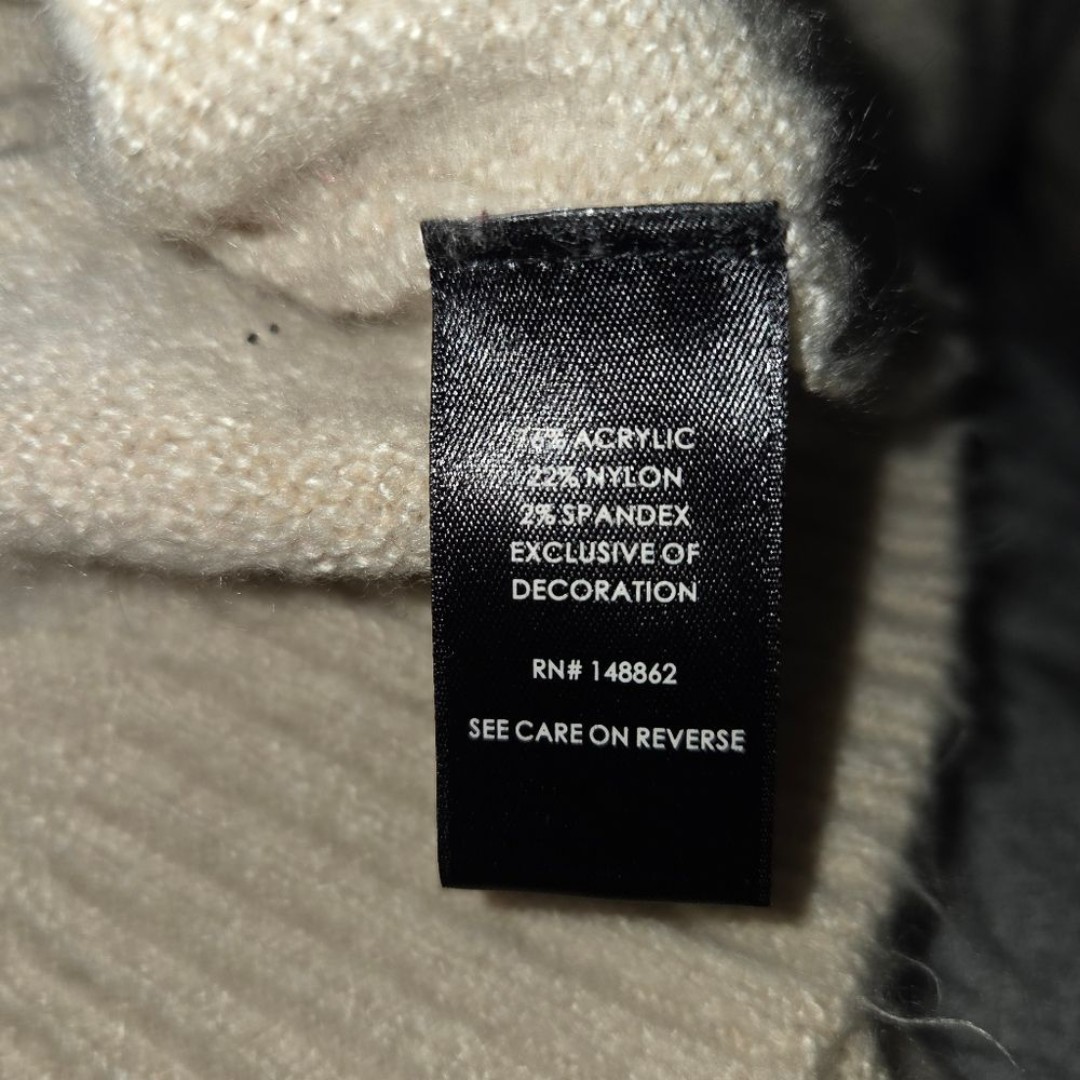 76% ACRYLIC
22% NYLON
2% SPANDEX
EXCLUSIVE OF
DECORATION
RN# 148862
SEE CARE ON REVERSE